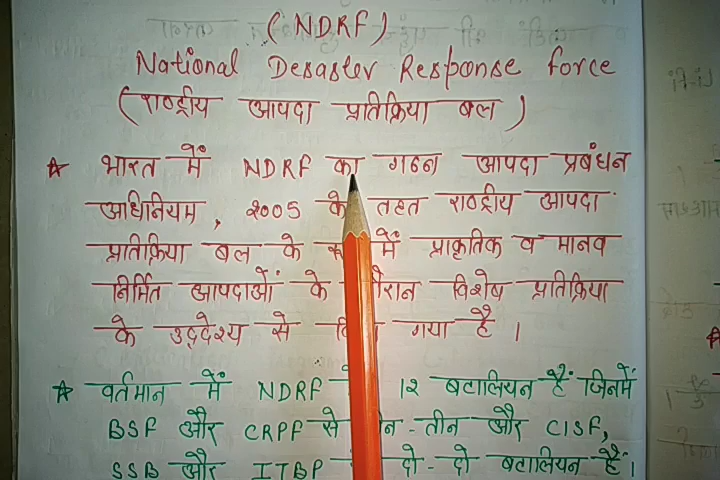 (NDRF)
National Desaster Response force
(राष्ट्रीय आपदा प्रतिक्रिया बल)
भारत में NDRF का गठन आपदा प्रबंधन
अधिनियम, 2005 के तहत राष्ट्रीय आपदा
प्रतिक्रिया बल के में प्राकृतिक व मानव
निर्मित आपदाओं के विशेष प्रतिक्रिया
के उद्देश्य से गया है ।
वर्तमान में NDRF 12 बटालियन हैं जिनमें
BSF और CRPF से -तीन और CISF,
SSB और ITBP दो-दो बटालियन हैं।